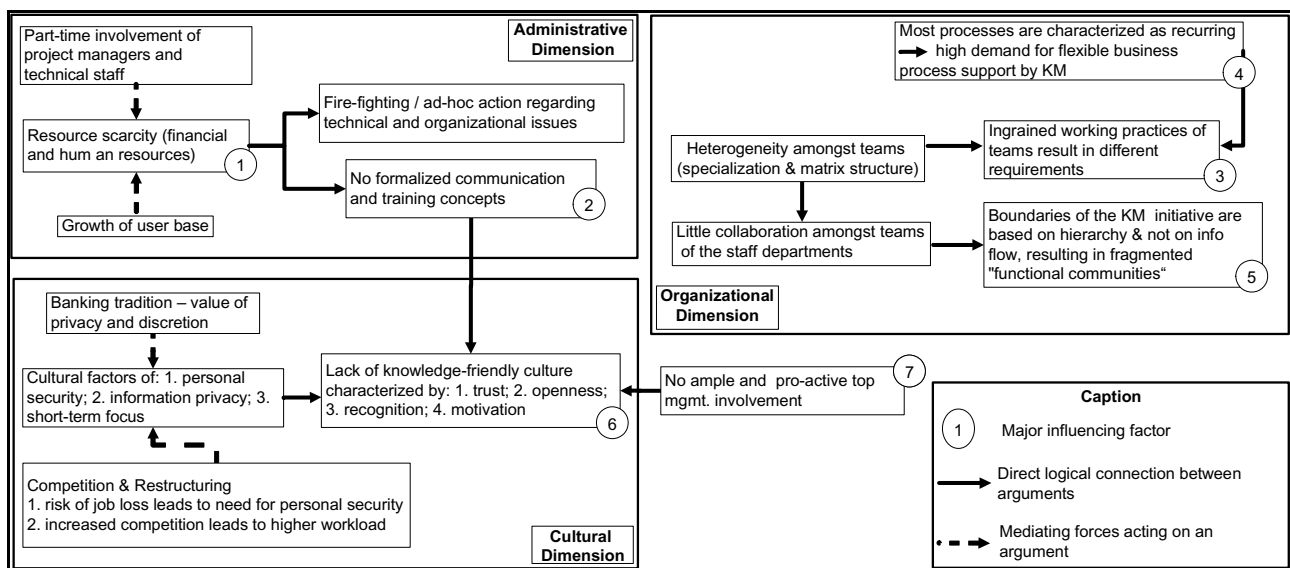 Part-time involvement of
project managers and
technical staff
Administrative
Dimension
Fire-fighting / ad-hoc action regarding
technical and organizational issues
Resource scarcity (financial
and hum an resources)
1
No formalized communication
and training concepts
2
Growth of user base
Most processes are characterized as recurring
high demand for flexible business
process support by KM
4
Heterogeneity amongst teams
(specialization & matrix structure)
Ingrained working practices of
teams result in different
requirements
3
Little collaboration amongst teams
of the staff departments
Boundaries of the KM initiative are
based on hierarchy & not on info
flow, resulting in fragmented
"functional communities“
5
Organizational
Dimension
Banking tradition – value of
privacy and discretion
Cultural factors of: 1. personal
security; 2. information privacy; 3.
short-term focus
Lack of knowledge-friendly culture
characterized by: 1. trust; 2. openness;
3. recognition; 4. motivation
6
No ample and pro-active top
mgmt. involvement
7
Competition & Restructuring
1. risk of job loss leads to need for personal security
2. increased competition leads to higher workload
Cultural
Dimension
Caption
1
Major influencing factor
Direct logical connection between
arguments
Mediating forces acting on an
argument